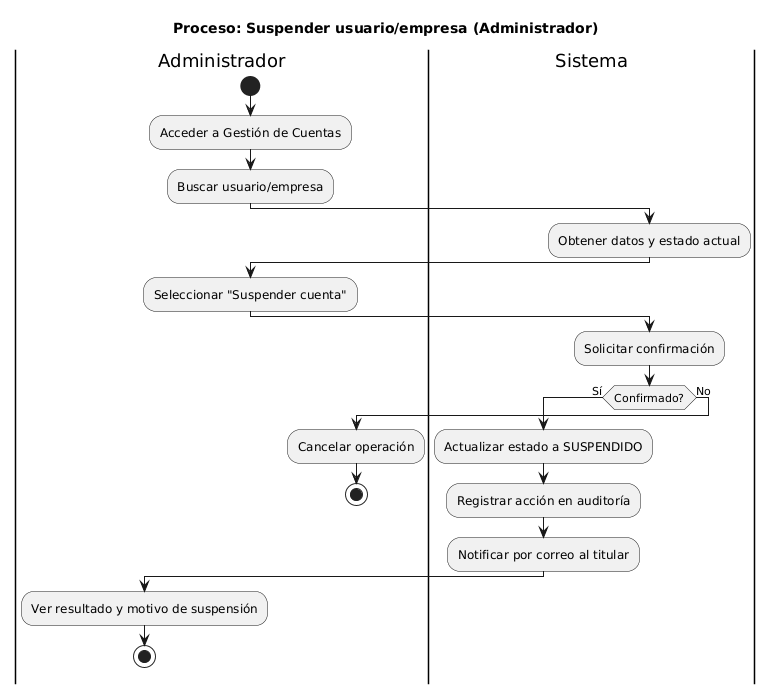 Proceso: Suspender usuario/empresa (Administrador)
Administrador
Sistema
Acceder a Gestión de Cuentas
Buscar usuario/empresa
Obtener datos y estado actual
Seleccionar "Suspender cuenta"
Solicitar confirmación
Sí
Confirmado?
No
Cancelar operación
Actualizar estado a SUSPENDIDO
Registrar acción en auditoría
Notificar por correo al titular
Ver resultado y motivo de suspensión